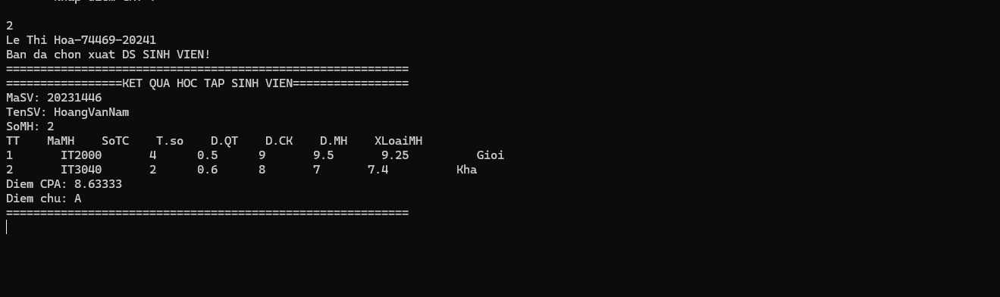 2
Le Thi Hoa-74469-20241
Ban da chon xuat DS SINH VIEN!
===========================================================
=================KET QUA HOC TAP SINH VIEN=================
MaSV: 20231446
TenSV: HoangVanNam
SoMH: 2
TT    MaMH    SoTC    T.so    D.QT    D.CK    D.MH    XLoaiMH
1       IT2000       4      0.5      9       9.5       9.25          Gioi
2       IT3040       2      0.6      8       7       7.4          Kha
Diem CPA: 8.63333
Diem chu: A
===========================================================